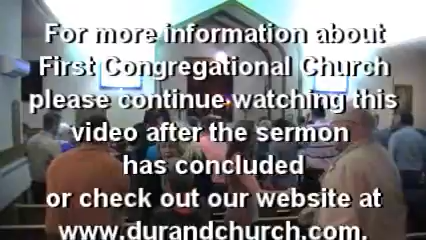 For more information about
First Congregational Church
please continue watching this
video after the sermon
has concluded
or check out our website at
www.durandchurch.com.